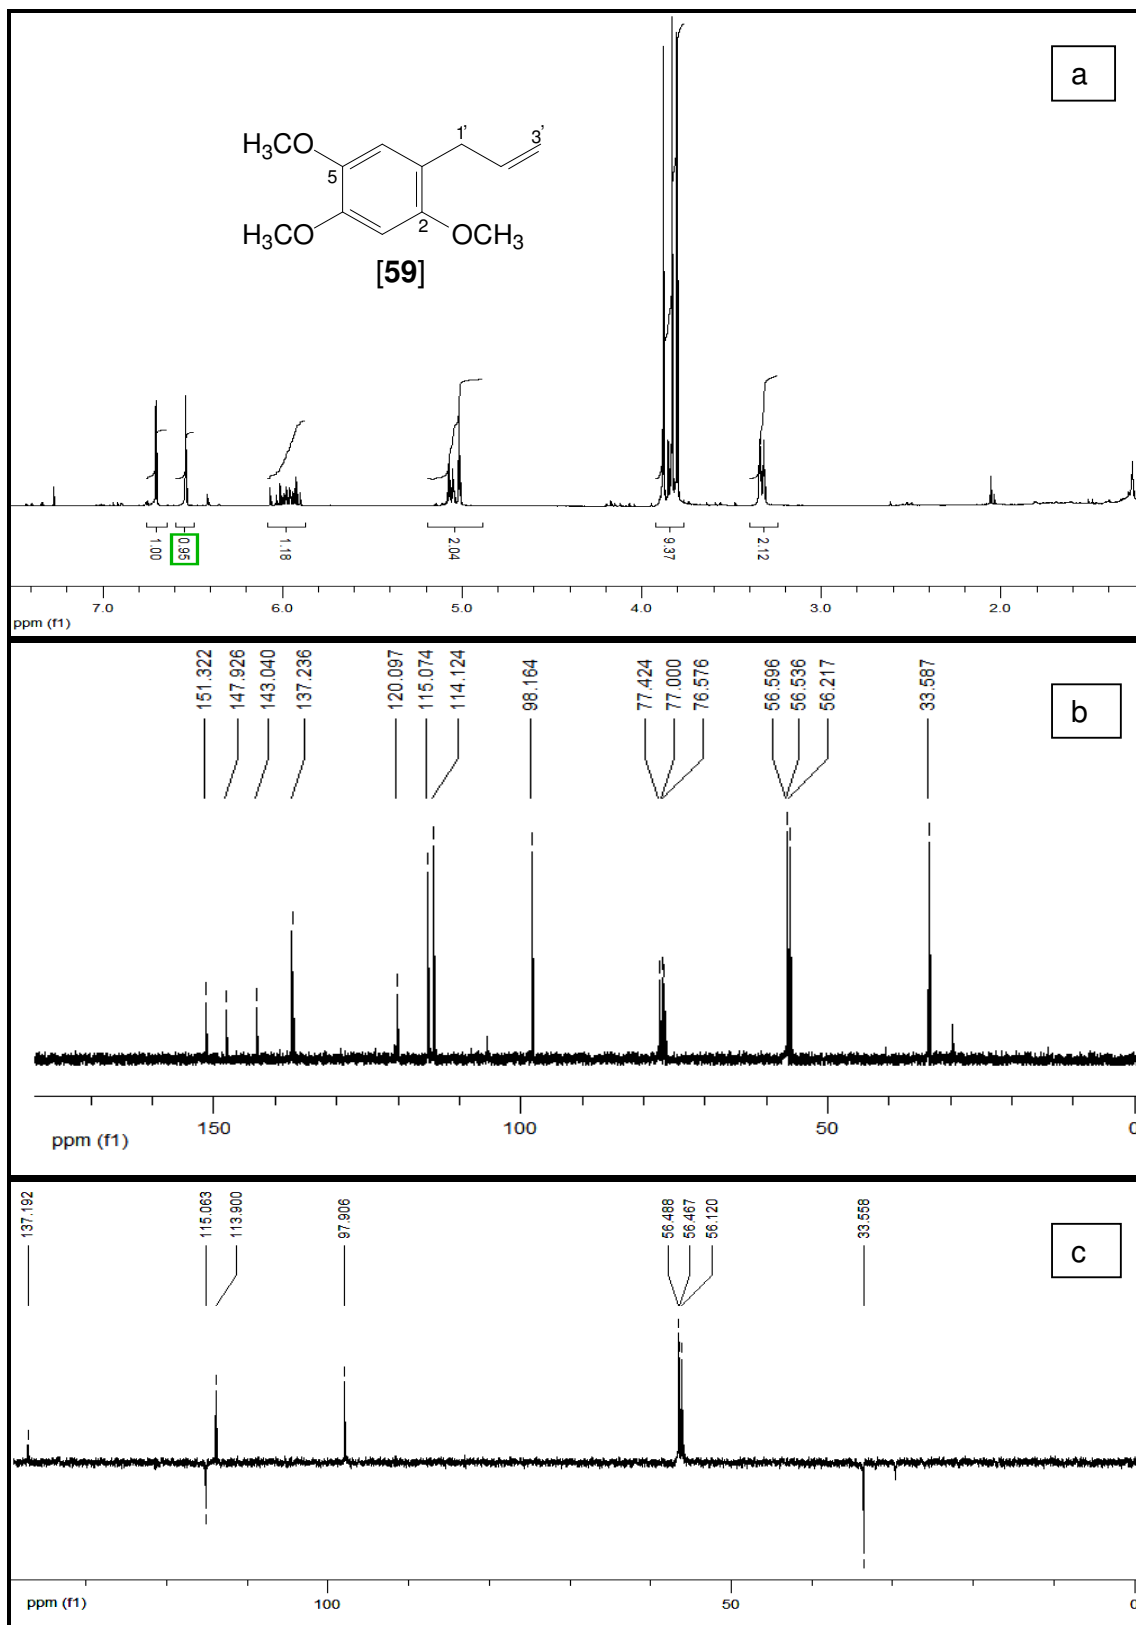 a
1' 3'
H₃CO
5
H₃CO 2 OCH₃
[59]
1.00 0.95 1.18 2.04 9.37 2.12
7.0 6.0 5.0 4.0 3.0 2.0
ppm (f1)
151.322 147.926 143.040 137.236 120.097 115.074 114.124 98.164 77.424 77.000 76.576 56.596 56.536 56.217 33.587
b
150 100 50 0
ppm (f1)
137.192 115.063 113.900 97.906 56.488 56.467 56.120 33.558
c
100 50 0
ppm (f1)